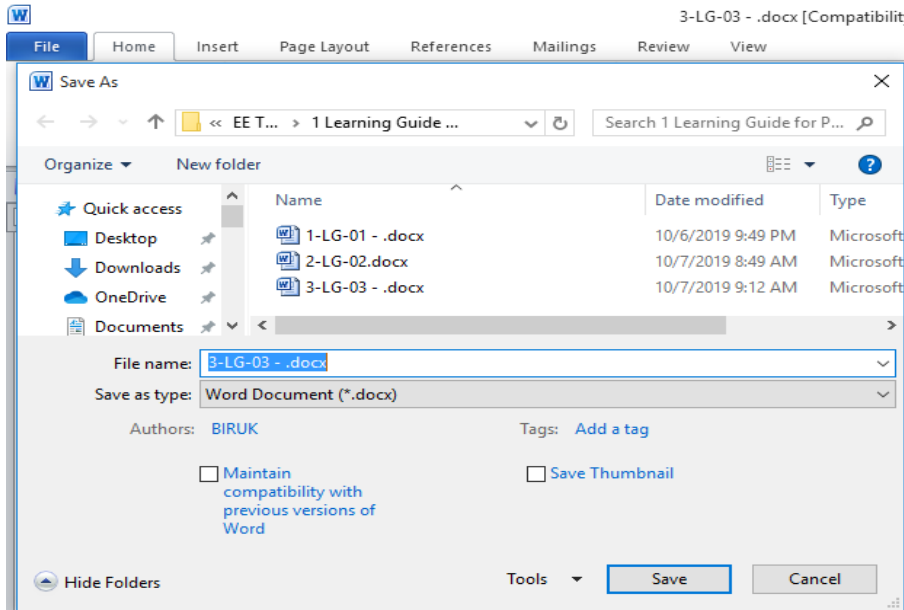 3-LG-03 - .docx [Compatibilit
File Home Insert Page Layout References Mailings Review View
Save As
« EE T... > 1 Learning Guide ... Search 1 Learning Guide for P...
Organize New folder
Quick access
Desktop
Downloads
OneDrive
Documents
Name Date modified Type
1-LG-01 - .docx 10/6/2019 9:49 PM Microsoft
2-LG-02.docx 10/7/2019 8:49 AM Microsoft
3-LG-03 - .docx 10/7/2019 9:12 AM Microsoft
File name: 3-LG-03 - .docx
Save as type: Word Document (*.docx)
Authors: BIRUK Tags: Add a tag
Maintain
compatibility with
previous versions of
Word
Save Thumbnail
Hide Folders Tools Save Cancel